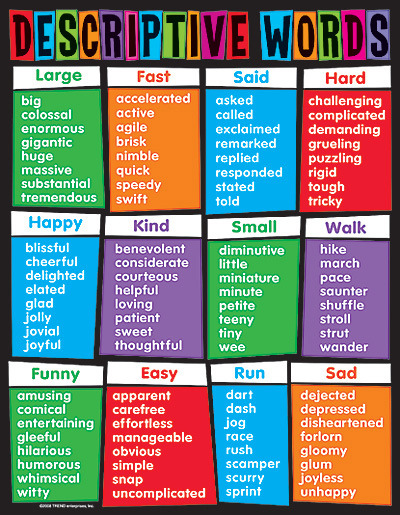 DESCRIPTIVE WORDS
Large
big
colossal
enormous
gigantic
huge
massive
substantial
tremendous
Fast
accelerated
active
agile
brisk
nimble
quick
speedy
swift
Said
asked
called
exclaimed
remarked
replied
responded
stated
told
Hard
challenging
complicated
demanding
grueling
puzzling
rigid
tough
tricky
Happy
blissful
cheerful
delighted
elated
glad
jolly
jovial
joyful
Kind
benevolent
considerate
courteous
helpful
loving
patient
sweet
thoughtful
Small
diminutive
little
miniature
minute
petite
teeny
tiny
wee
Walk
hike
march
pace
saunter
shuffle
stroll
strut
wander
Funny
amusing
comical
entertaining
gleeful
hilarious
humorous
whimsical
witty
Easy
apparent
carefree
effortless
manageable
obvious
simple
snap
uncomplicated
Run
dart
dash
jog
race
rush
scamper
scurry
sprint
Sad
dejected
depressed
disheartened
forlorn
gloomy
glum
joyless
unhappy
TREND enterprises, Inc.